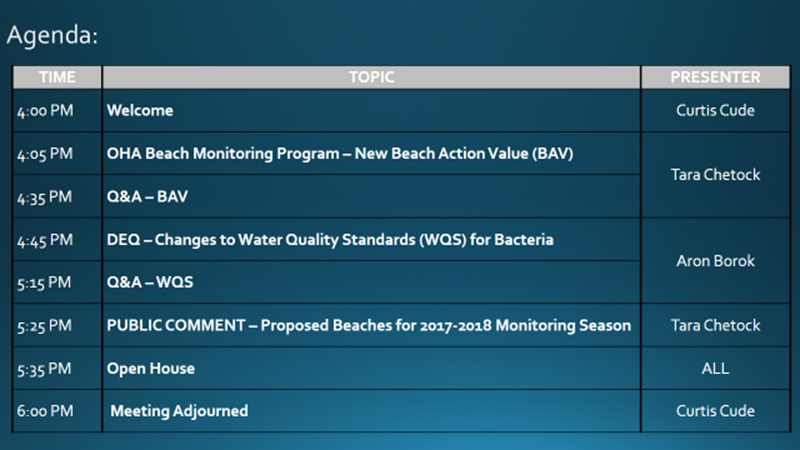 Agenda:
TIME TOPIC PRESENTER
4:00 PM Welcome Curtis Cude
4:05 PM OHA Beach Monitoring Program – New Beach Action Value (BAV)
Tara Chetock
4:35 PM Q&A – BAV
4:45 PM DEQ – Changes to Water Quality Standards (WQS) for Bacteria
Aron Borok
5:15 PM Q&A – WQS
5:25 PM PUBLIC COMMENT – Proposed Beaches for 2017-2018 Monitoring Season Tara Chetock
5:35 PM Open House ALL
6:00 PM Meeting Adjourned Curtis Cude